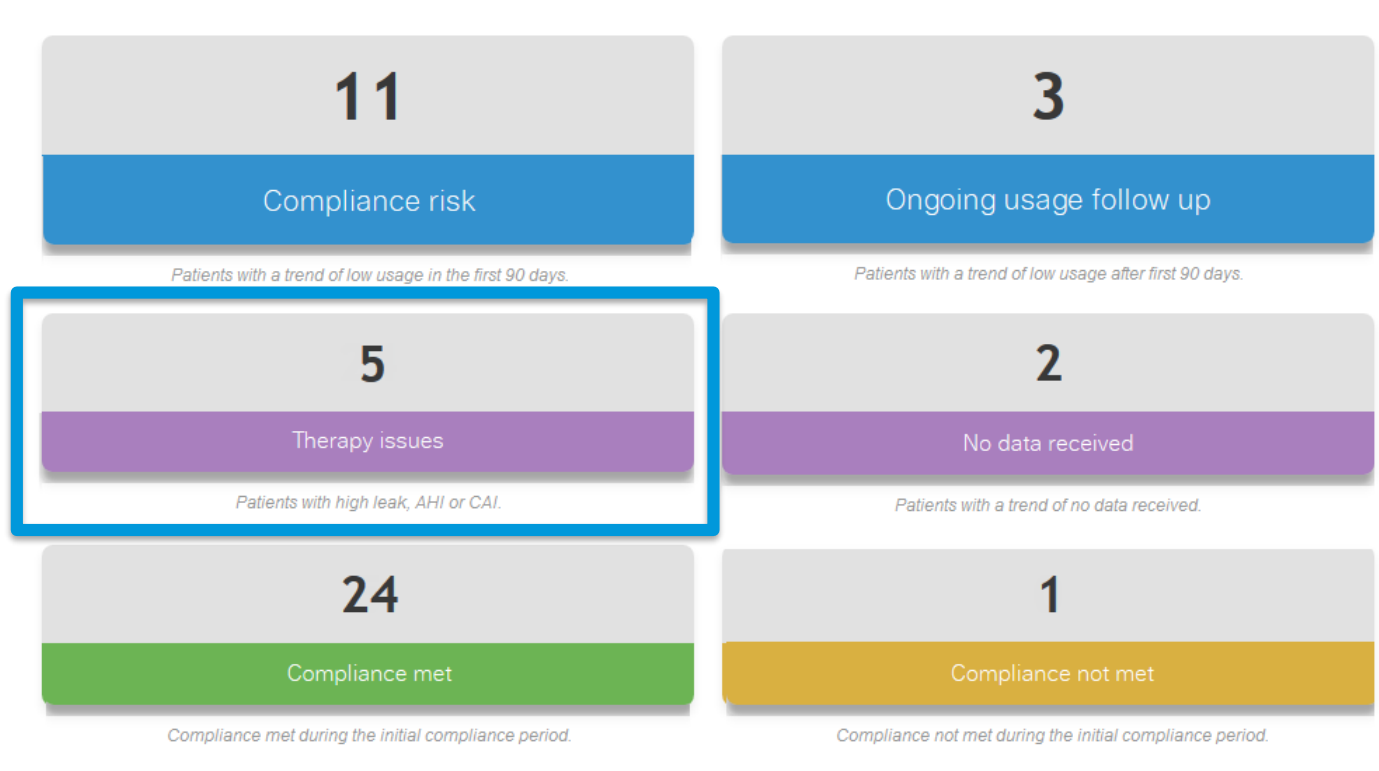 11
Compliance risk
Patients with a trend of low usage in the first 90 days.
3
Ongoing usage follow up
Patients with a trend of low usage after first 90 days.
5
Therapy issues
Patients with high leak, AHI or CAI.
2
No data received
Patients with a trend of no data received.
24
Compliance met
Compliance met during the initial compliance period.
1
Compliance not met
Compliance not met during the initial compliance period.